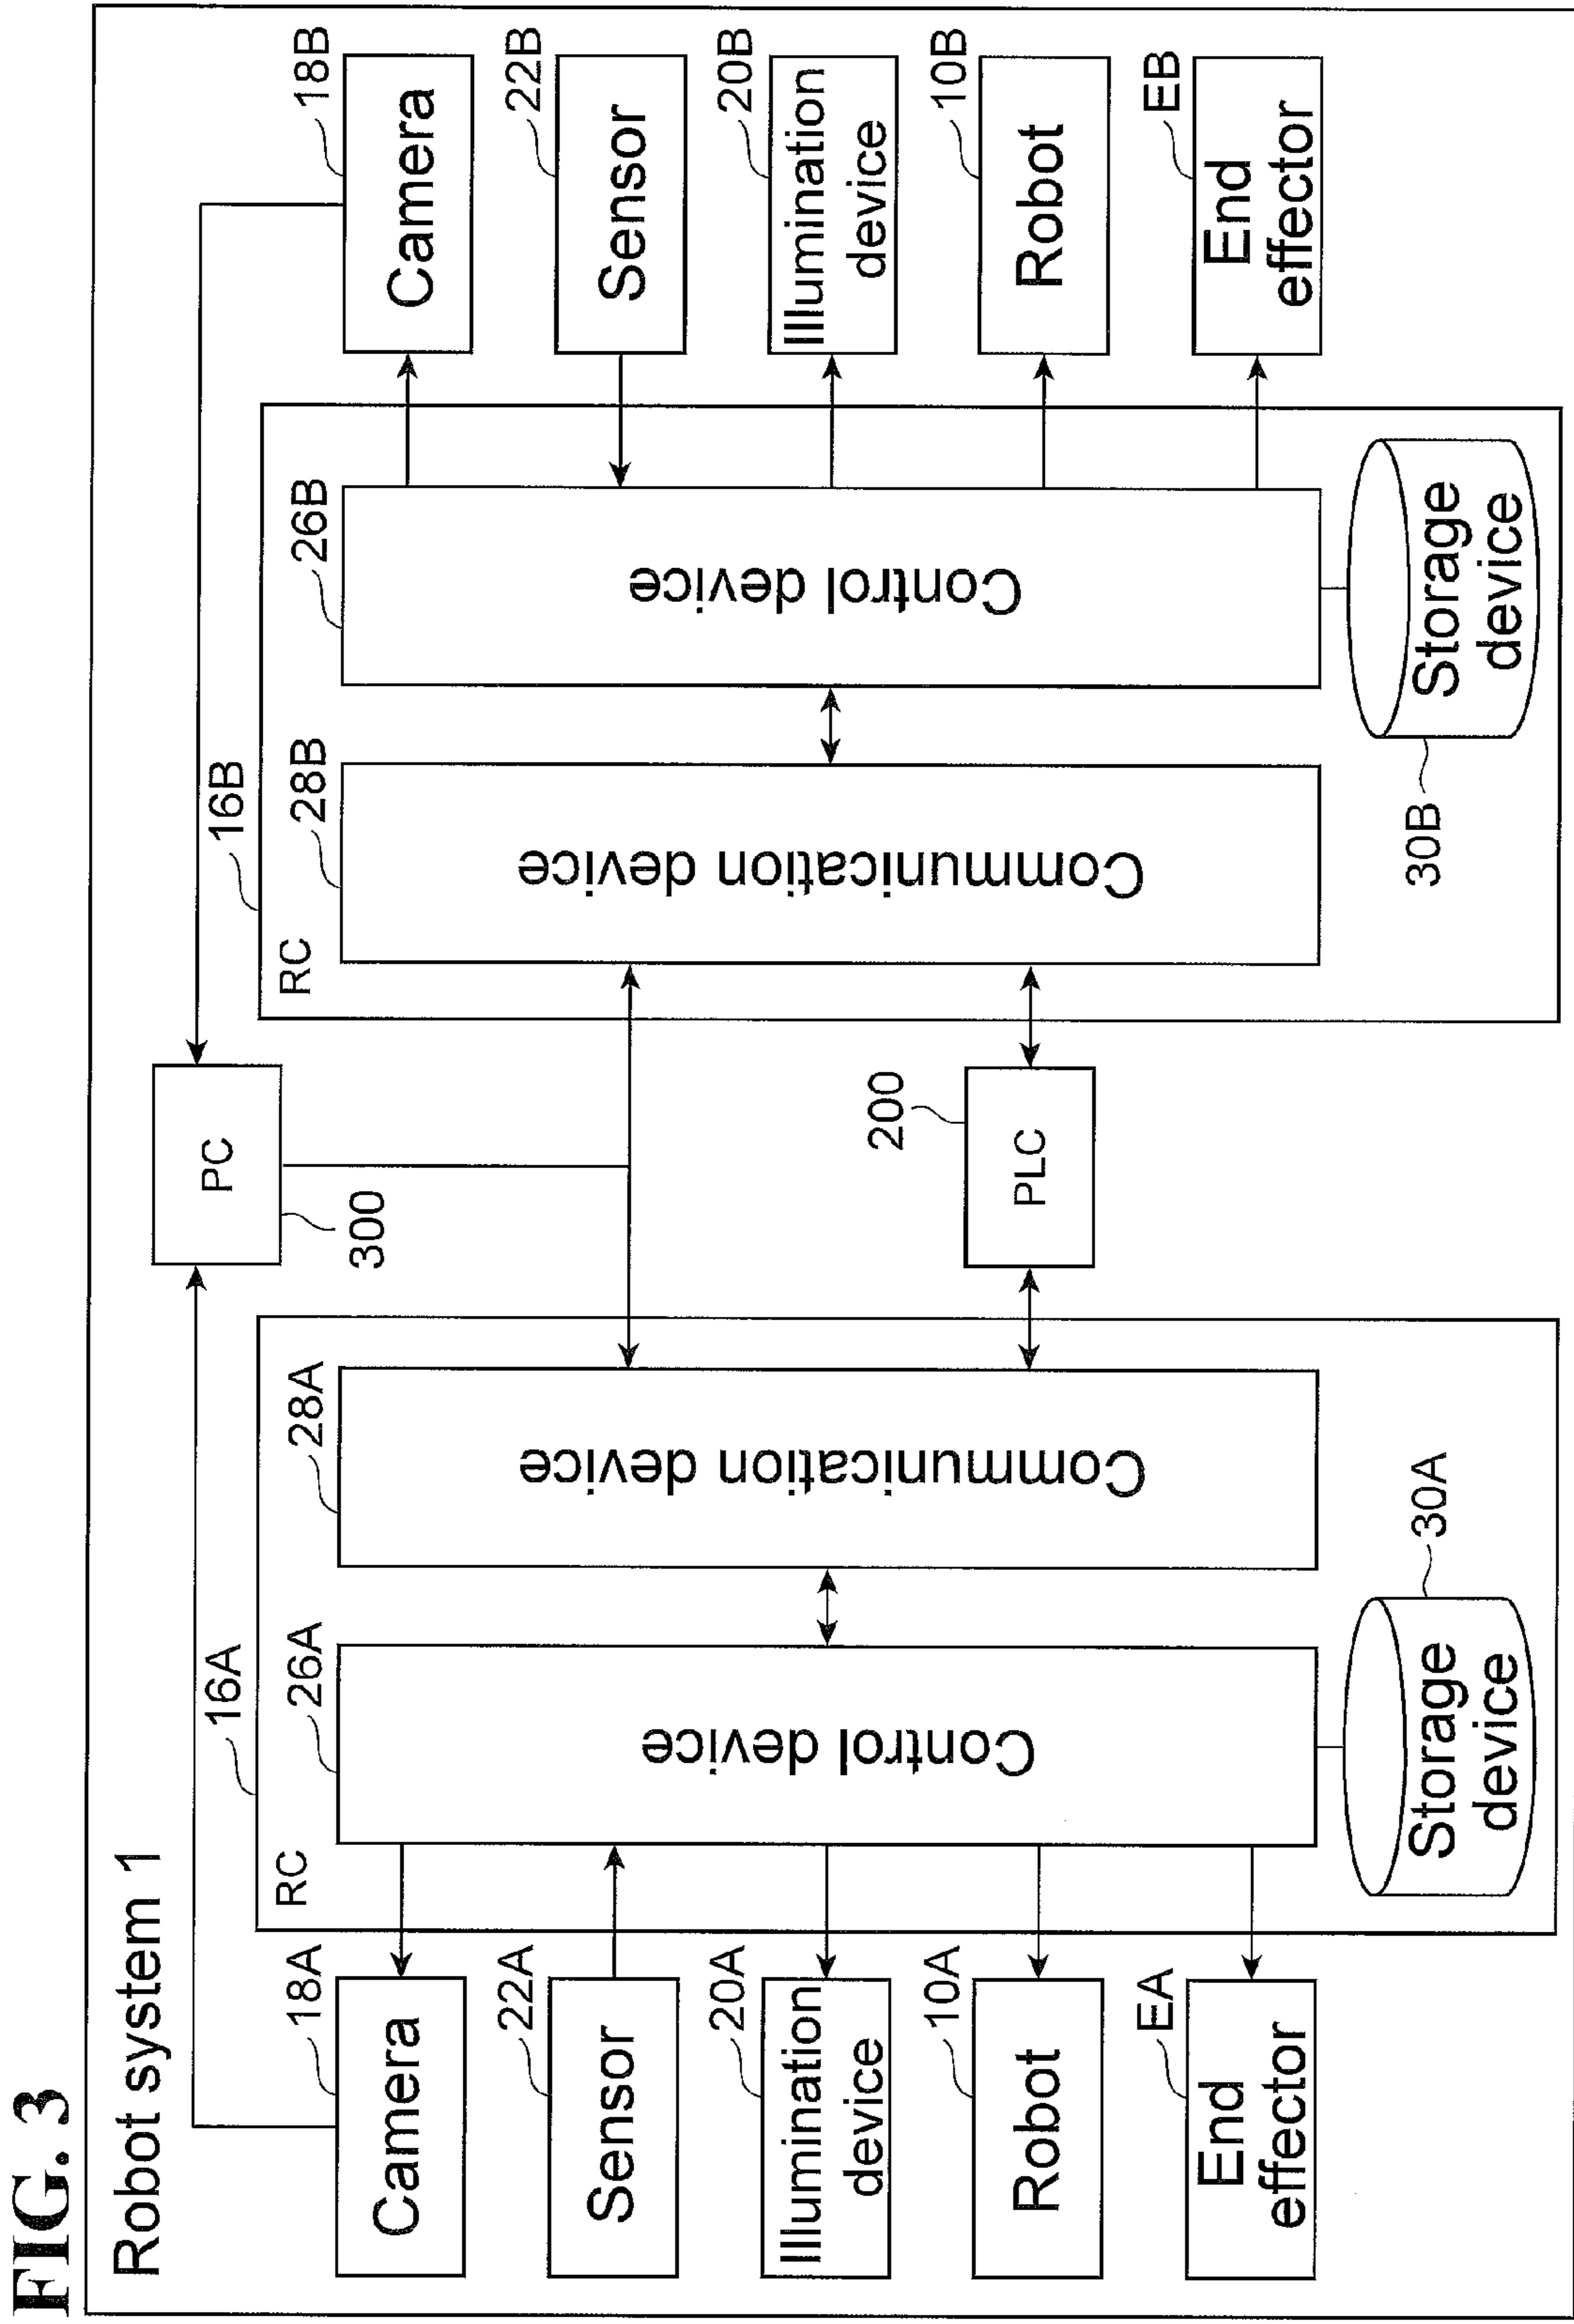 FIG. 3
Robot system 1
PC
300
16A
RC
26A
Control device
28A
Communication device
Storage
device
30A
18A
Camera
22A
Sensor
20A
Illumination
device
10A
Robot
EA
End
effector
200
PLC
16B
RC
28B
Communication device
26B
Control device
30B
Storage
device
18B
Camera
22B
Sensor
20B
Illumination
device
10B
Robot
EB
End
effector